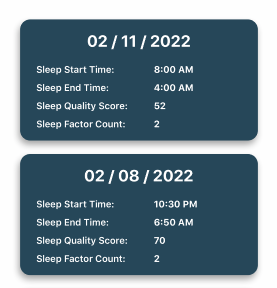 02 / 11 / 2022
Sleep Start Time: 8:00 AM
Sleep End Time: 4:00 AM
Sleep Quality Score: 52
Sleep Factor Count: 2
02 / 08 / 2022
Sleep Start Time: 10:30 PM
Sleep End Time: 6:50 AM
Sleep Quality Score: 70
Sleep Factor Count: 2